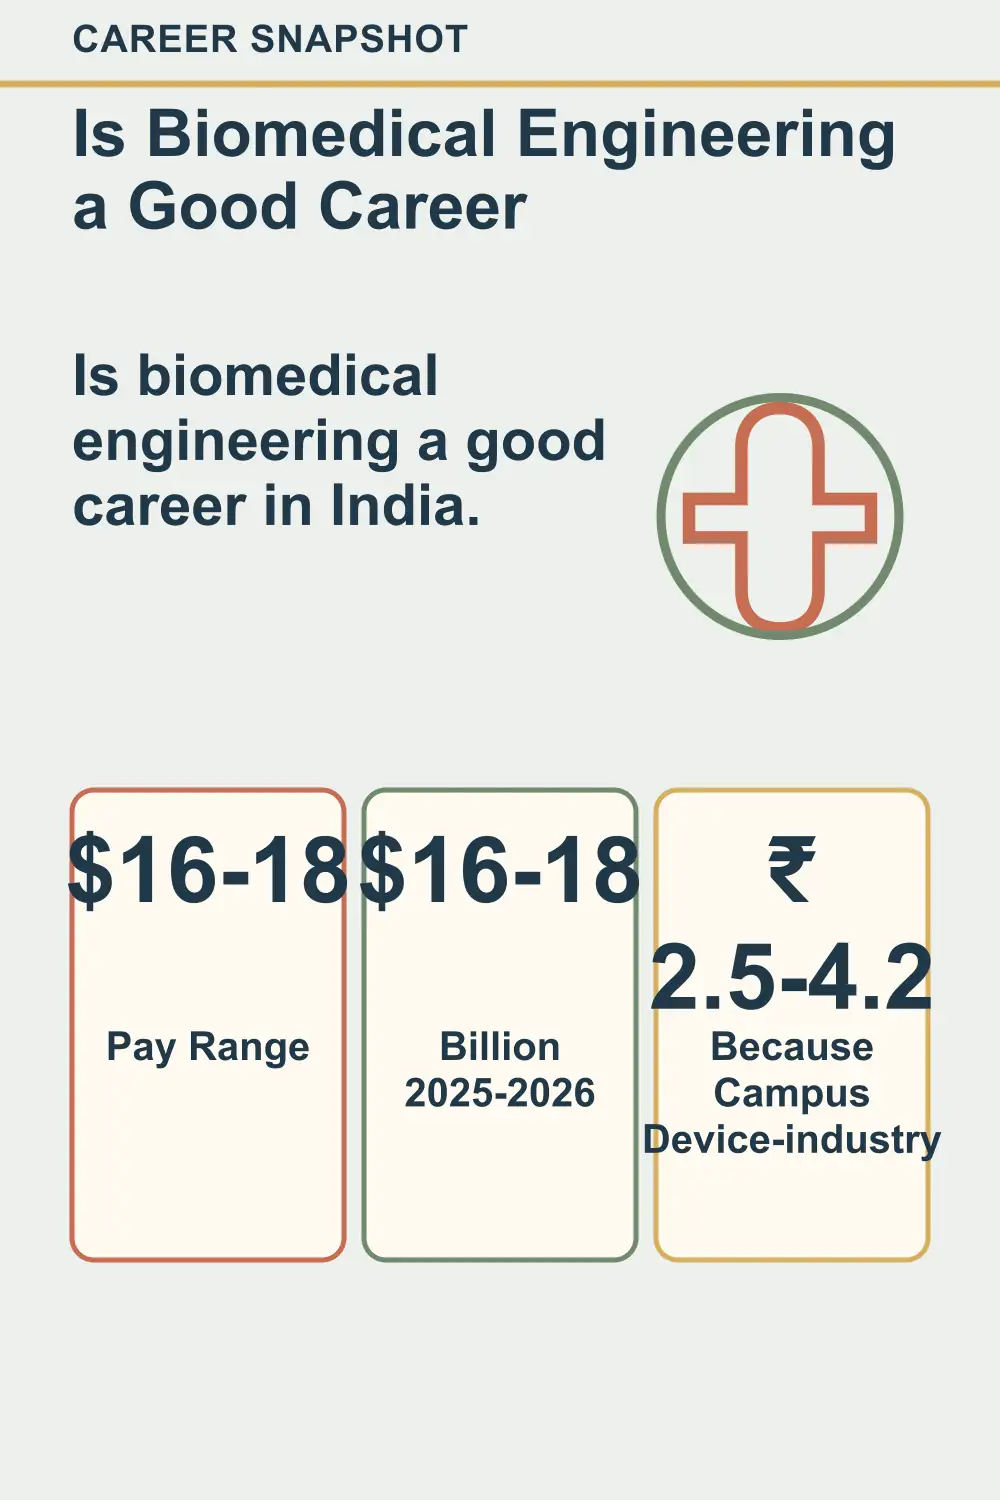 CAREER SNAPSHOT
Is Biomedical Engineering
a Good Career
Is biomedical
engineering a good
career in India.
$16-18
Pay Range
$16-18
Billion
2025-2026
₹
2.5-4.2
Because
Campus
Device-industry